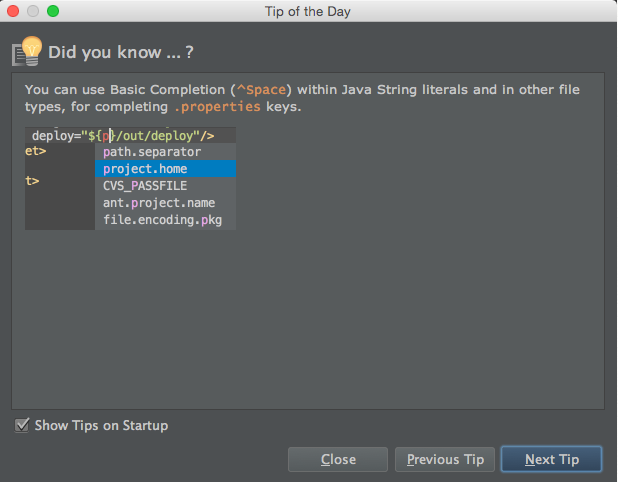 Tip of the Day
Did you know ... ?
You can use Basic Completion (^Space) within Java String literals and in other file
types, for completing .properties keys.
deploy="${p}/out/deploy"/>
et>
path.separator
project.home
t>
CVS_PASSFILE
ant.project.name
file.encoding.pkg
Show Tips on Startup
Close
Previous Tip
Next Tip